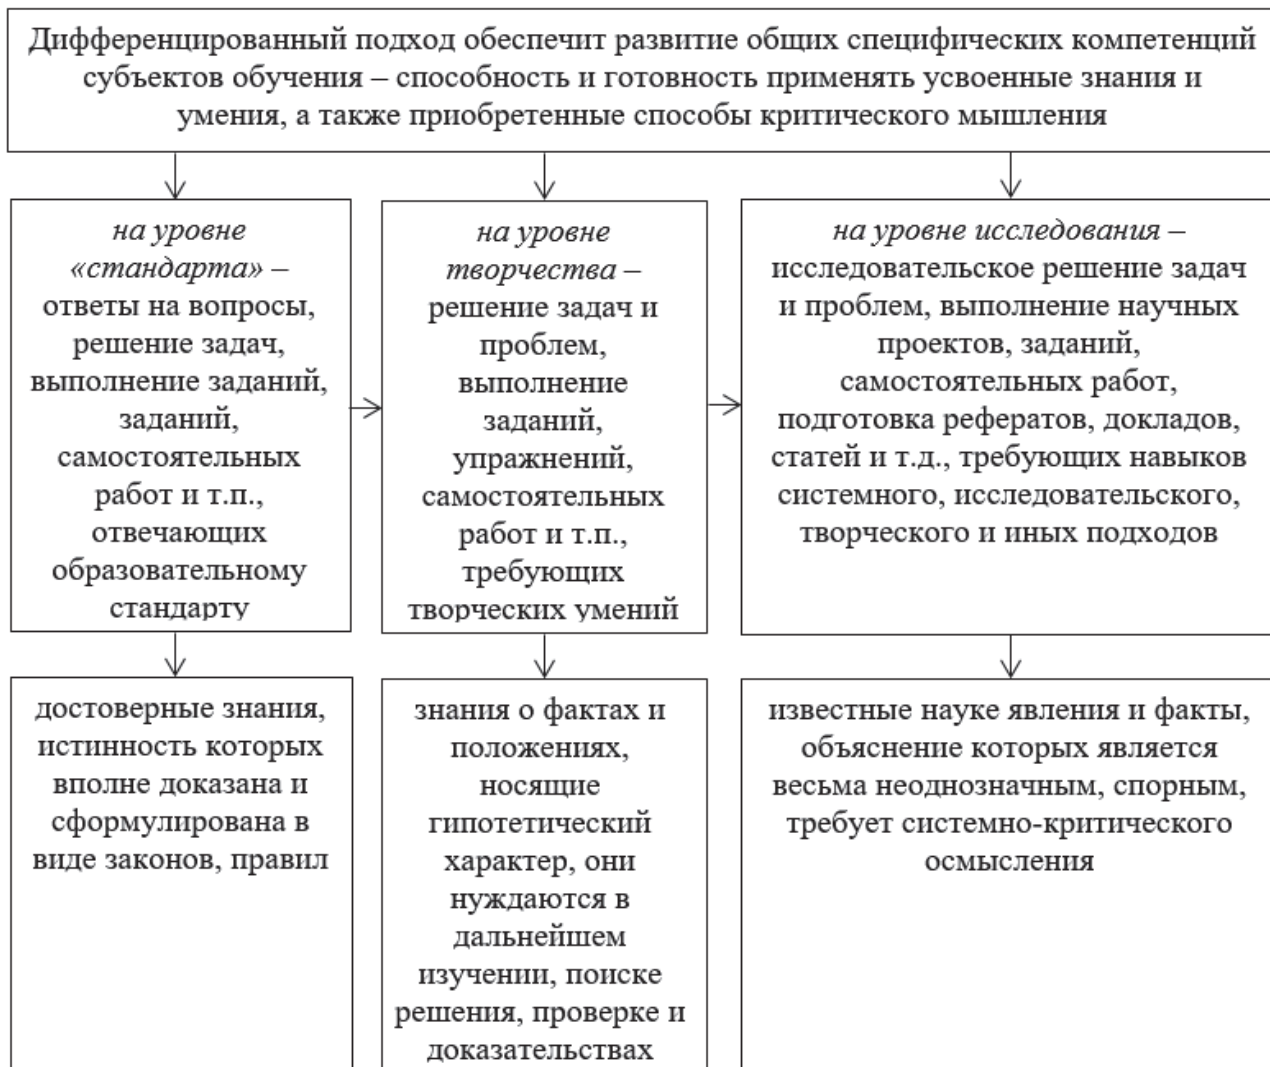 Дифференцированный подход обеспечит развитие общих специфических компетенций
субъектов обучения – способность и готовность применять усвоенные знания и
умения, а также приобретенные способы критического мышления
на уровне
«стандарта» –
ответы на вопросы,
решение задач,
выполнение заданий,
заданий,
самостоятельных
работ и т.п.,
отвечающих
образовательному
стандарту
на уровне
творчества –
решение задач и
проблем,
выполнение
заданий,
упражнений,
самостоятельных
работ и т.п.,
требующих
творческих умений
на уровне исследования –
исследовательское решение задач
и проблем, выполнение научных
проектов, заданий,
самостоятельных работ,
подготовка рефератов, докладов,
статей и т.д., требующих навыков
системного, исследовательского,
творческого и иных подходов
достоверные знания,
истинность которых
вполне доказана и
сформулирована в
виде законов, правил
знания о фактах и
положениях,
носящие
гипотетический
характер, они
нуждаются в
дальнейшем
изучении, поиске
решения, проверке и
доказательствах
известные науке явления и факты,
объяснение которых является
весьма неоднозначным, спорным,
требует системно-критического
осмысления